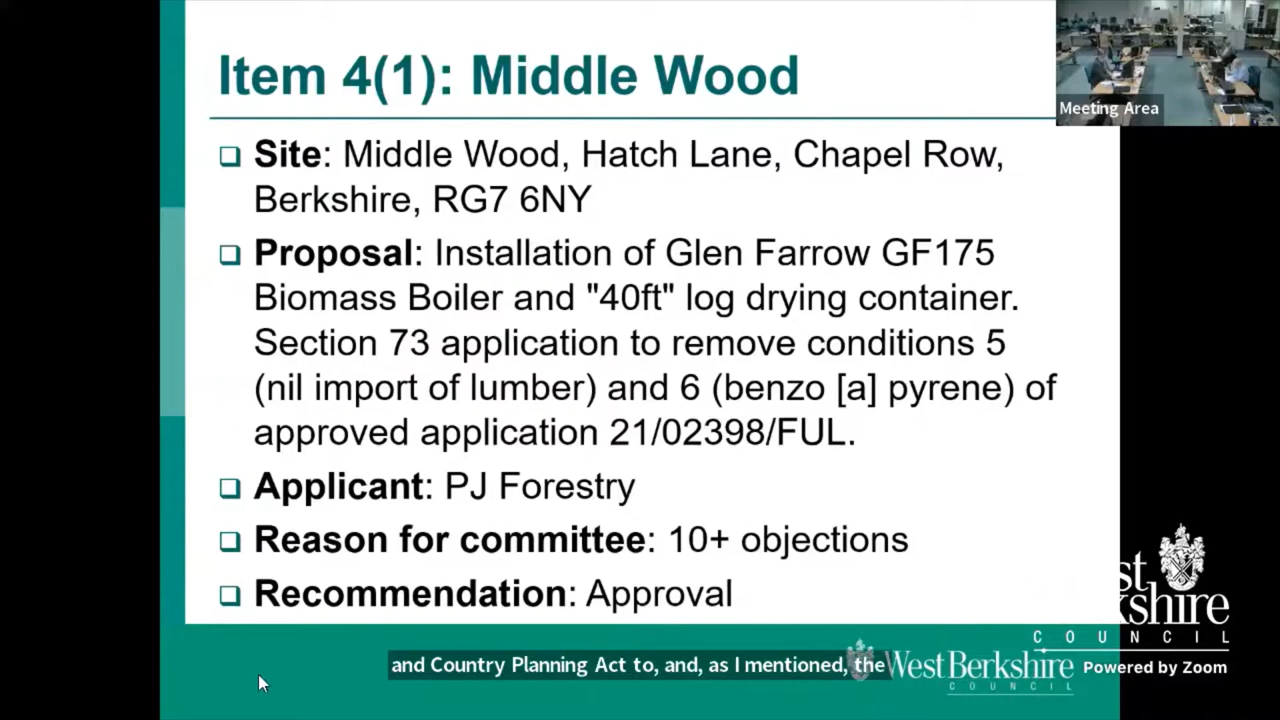 Item 4(1): Middle Wood
Meeting Area
Site: Middle Wood, Hatch Lane, Chapel Row,
Berkshire, RG7 6NY
Proposal: Installation of Glen Farrow GF175
Biomass Boiler and "40ft" log drying container.
Section 73 application to remove conditions 5
(nil import of lumber) and 6 (benzo [a] pyrene) of
approved application 21/02398/FUL.
Applicant: PJ Forestry
Reason for committee: 10+ objections
Recommendation: Approval
and Country Planning Act to, and, as I mentioned, the
West Berkshire
COUNCIL
st
rkshire
COUNCIL
Powered by Zoom